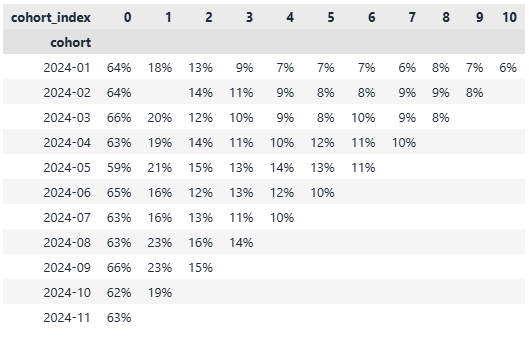 cohort_index 0 1 2 3 4 5 6 7 8 9 10
cohort
2024-01 64% 18% 13% 9% 7% 7% 7% 6% 8% 7% 6%
2024-02 64% 14% 11% 9% 8% 8% 9% 9% 8%
2024-03 66% 20% 12% 10% 9% 8% 10% 9% 8%
2024-04 63% 19% 14% 11% 10% 12% 11% 10%
2024-05 59% 21% 15% 13% 14% 13% 11%
2024-06 65% 16% 12% 13% 12% 10%
2024-07 63% 16% 13% 11% 10%
2024-08 63% 23% 16% 14%
2024-09 66% 23% 15%
2024-10 62% 19%
2024-11 63%